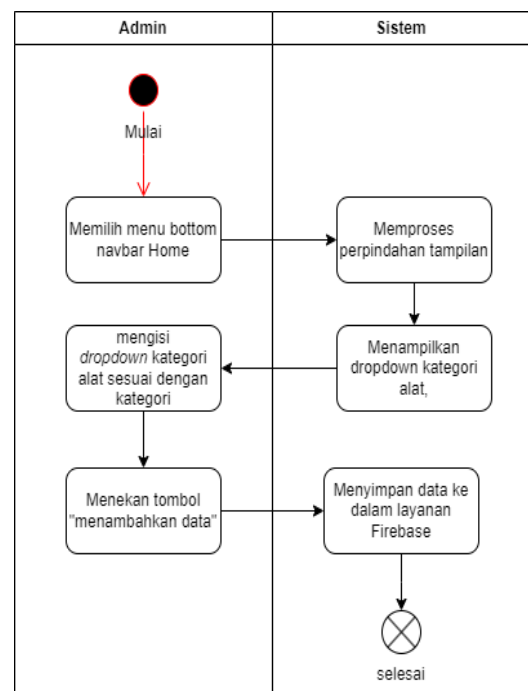 Admin
Sistem
Mulai
Memilih menu bottom
navbar Home
Memproses
perpindahan tampilan
Menampilkan
dropdown kategori
alat,
mengisi
dropdown kategori
alat sesuai dengan
kategori
Menekan tombol
"menambahkan data"
Menyimpan data ke
dalam layanan
Firebase
selesai